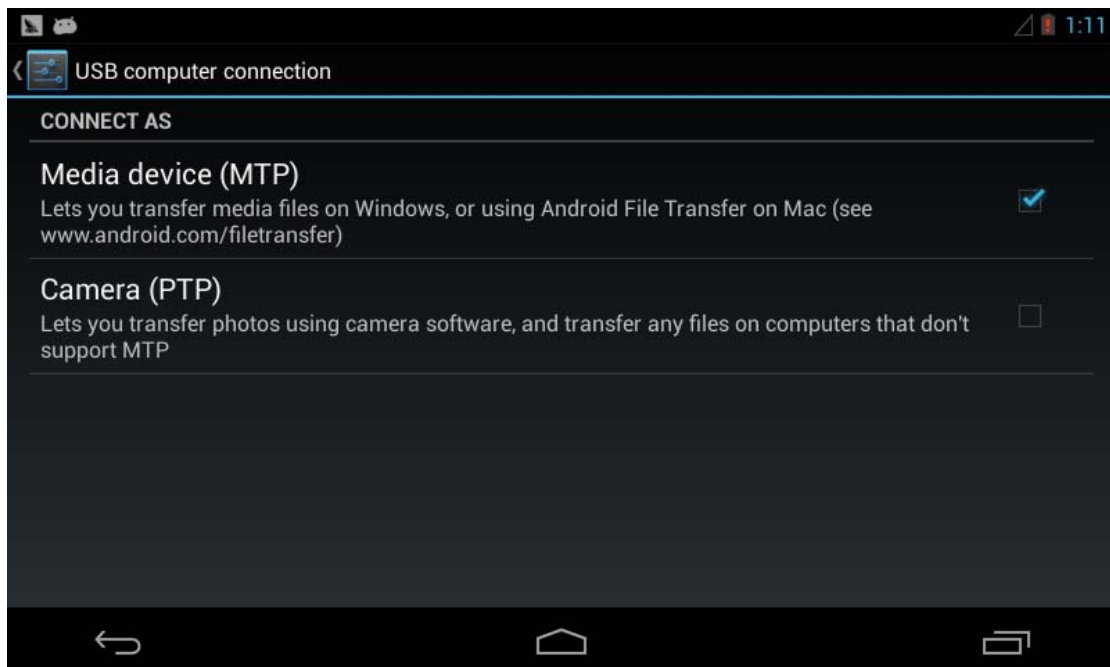 1:11
USB computer connection
CONNECT AS
Media device (MTP)
Lets you transfer media files on Windows, or using Android File Transfer on Mac (see
www.android.com/filetransfer)
Camera (PTP)
Lets you transfer photos using camera software, and transfer any files on computers that don't
support MTP